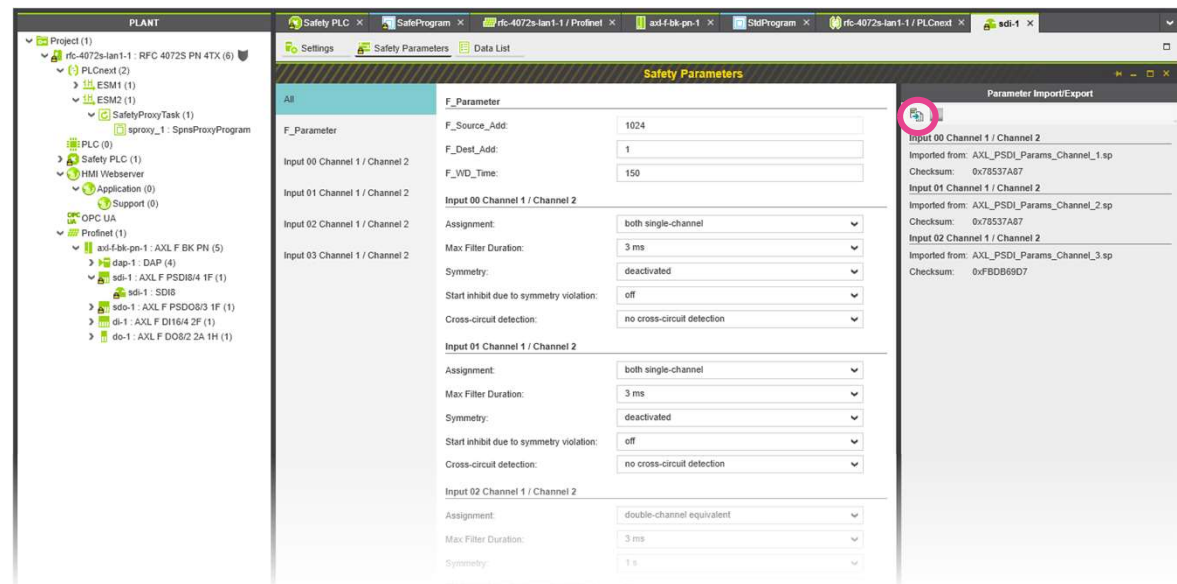 PLANT
Project (1)
rfc-4072s-lan1-1 : RFC 4072S PN 4TX (6)
PLCnext (2)
ESM1 (1)
ESM2 (1)
SafetyProxyTask (1)
sproxy_1 : SpnsProxyProgram
PLC (0)
Safety PLC (1)
HMI Webserver
Application (0)
Support (0)
OPC UA
OPC UA
Profinet (1)
axl-f-bk-pn-1 : AXL F BK PN (5)
dap-1 : DAP (4)
sdi-1 : AXL F PSDI8/4 1F (1)
sdi-1 : SDI8
sdo-1 : AXL F PSDO8/3 1F (1)
di-1 : AXL F DI16/4 2F (1)
do-1 : AXL F DO8/2 2A 1H (1)
Safety PLC × SafeProgram × rfc-4072s-lan1-1 / Profinet × axl-f-bk-pn-1 × StdProgram × rfc-4072s-lan1-1 / PLCnext × sdi-1 ×
Settings Safety Parameters Data List
Safety Parameters
All
F_Parameter
Input 00 Channel 1 / Channel 2
Input 01 Channel 1 / Channel 2
Input 02 Channel 1 / Channel 2
Input 03 Channel 1 / Channel 2
F_Parameter
F_Source_Add: 1024
F_Dest_Add: 1
F_WD_Time: 150
Input 00 Channel 1 / Channel 2
Assignment: both single-channel
Max Filter Duration: 3 ms
Symmetry: deactivated
Start inhibit due to symmetry violation: off
Cross-circuit detection: no cross-circuit detection
Input 01 Channel 1 / Channel 2
Assignment: both single-channel
Max Filter Duration: 3 ms
Symmetry: deactivated
Start inhibit due to symmetry violation: off
Cross-circuit detection: no cross-circuit detection
Input 02 Channel 1 / Channel 2
Assignment: double-channel equivalent
Max Filter Duration: 3 ms
Symmetry: 1 s
Parameter Import/Export
Input 00 Channel 1 / Channel 2
Imported from: AXL_PSDI_Params_Channel_1.sp
Checksum: 0x78537A87
Input 01 Channel 1 / Channel 2
Imported from: AXL_PSDI_Params_Channel_2.sp
Checksum: 0x78537A87
Input 02 Channel 1 / Channel 2
Imported from: AXL_PSDI_Params_Channel_3.sp
Checksum: 0xFBDB69D7